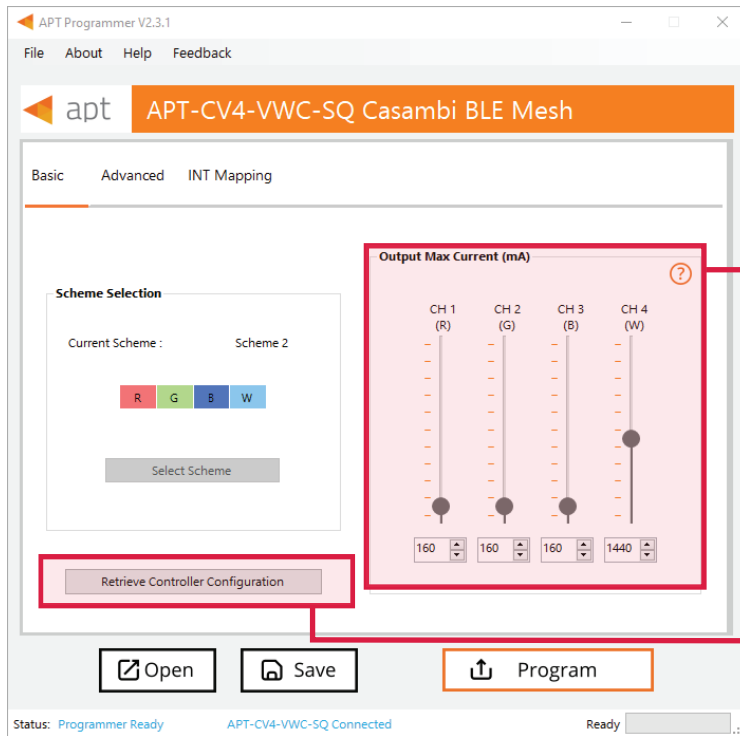 APT Programmer V2.3.1
File About Help Feedback
apt APT-CV4-VWC-SQ Casambi BLE Mesh
Basic Advanced INT Mapping
Scheme Selection
Current Scheme : Scheme 2
R G B W
Select Scheme
Retrieve Controller Configuration
Output Max Current (mA)
?
CH 1 CH 2 CH 3 CH 4
(R) (G) (B) (W)
160 160 160 1440
Open Save Program
Status: Programmer Ready APT-CV4-VWC-SQ Connected Ready